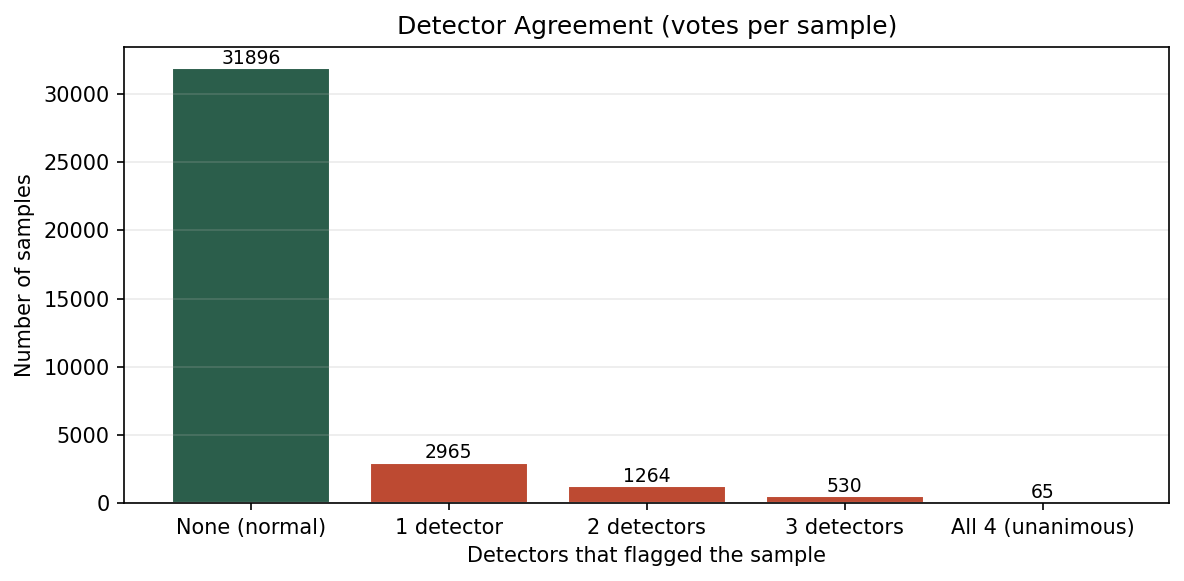 Detector Agreement (votes per sample)
31896
2965
1264
530
65
30000
25000
20000
15000
10000
5000
0
Number of samples
None (normal)
1 detector
2 detectors
3 detectors
All 4 (unanimous)
Detectors that flagged the sample